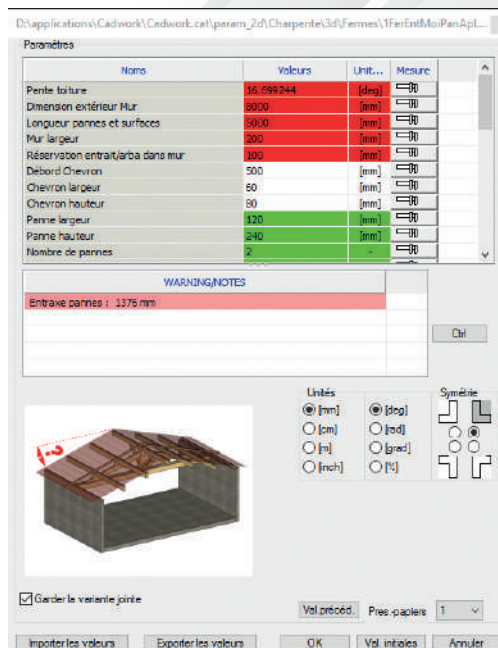 D:\applications\Cadwork\Cadwork.cat\param_2d\Charpente\3d\Fermes\1FerEntMoiPanApL...
Paramètres
Noms Valeurs Unit... Mesure
Pente toiture 16.699244 [deg]
Dimension extérieur Mur 8000 [mm]
Longueur pannes et surfaces 5000 [mm]
Mur largeur 200 [mm]
Réservation entrait/arba dans mur 100 [mm]
Débord Chevron 500 [mm]
Chevron largeur 60 [mm]
Chevron hauteur 80 [mm]
Panne largeur 120 [mm]
Panne hauteur 240 [mm]
Nombre de pannes 2 -
WARNING/NOTES
Entraxe pannes : 1376 mm
Ctrl
Unités Symétrie
[mm] [deg]
[cm] [rad]
[m] [grad]
[inch] [%]
?
Garder la variante jointe
Val.précéd. Pres.-papiers 1
Importer les valeurs Exporter les valeurs OK Val initiales Annuler